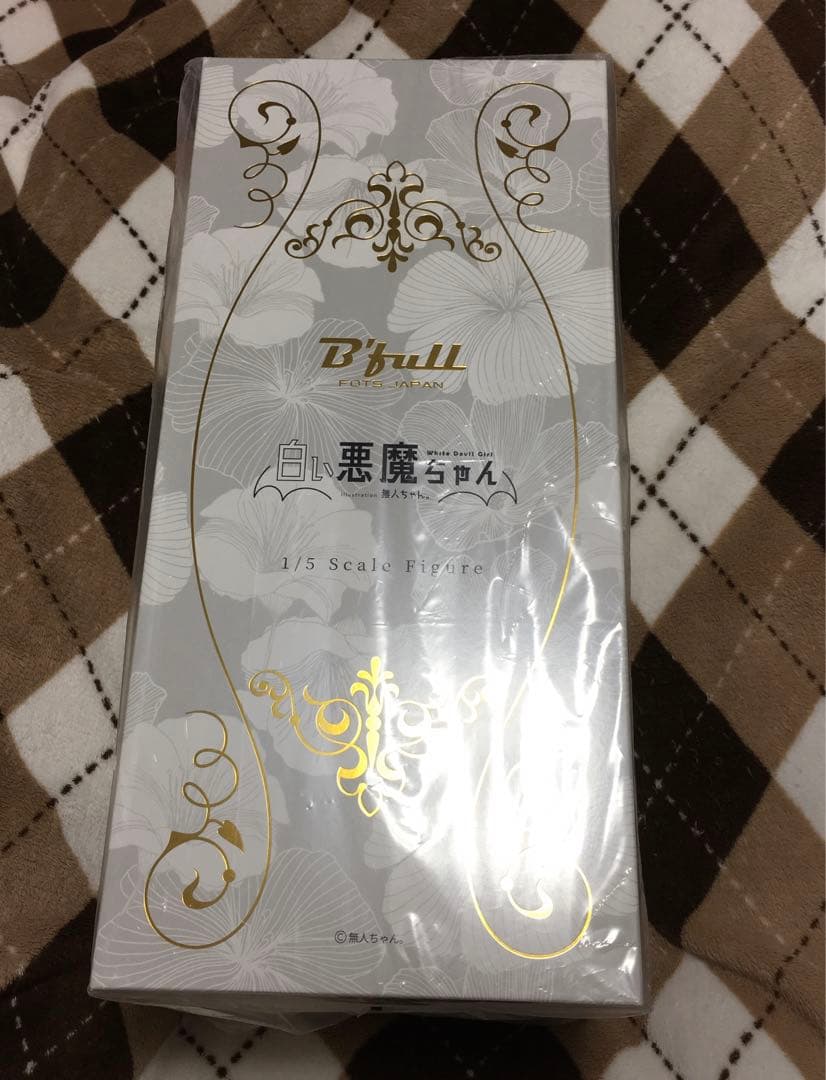 B'full
FOTS JAPAN
White Devil Girl
白い悪魔ちゃん
illustration 無人ちゃん。
1/5 Scale Figure
©無人ちゃん。